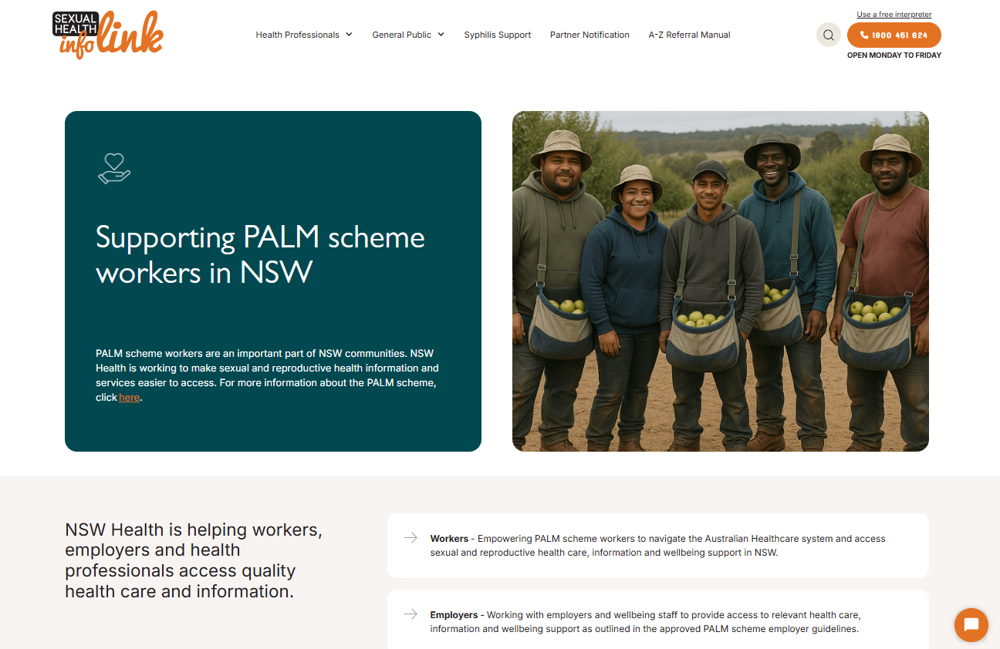 SEXUAL
HEALTH
info link
Health Professionals
General Public
Syphilis Support
Partner Notification
A-Z Referral Manual
Use a free interpreter
1800 451 624
OPEN MONDAY TO FRIDAY
Supporting PALM scheme
workers in NSW
PALM scheme workers are an important part of NSW communities. NSW
Health is working to make sexual and reproductive health information and
services easier to access. For more information about the PALM scheme,
click here.
NSW Health is helping workers,
employers and health
professionals access quality
health care and information.
Workers - Empowering PALM scheme workers to navigate the Australian Healthcare system and access
sexual and reproductive health care, information and wellbeing support in NSW.
Employers - Working with employers and wellbeing staff to provide access to relevant health care,
information and wellbeing support as outlined in the approved PALM scheme employer guidelines.